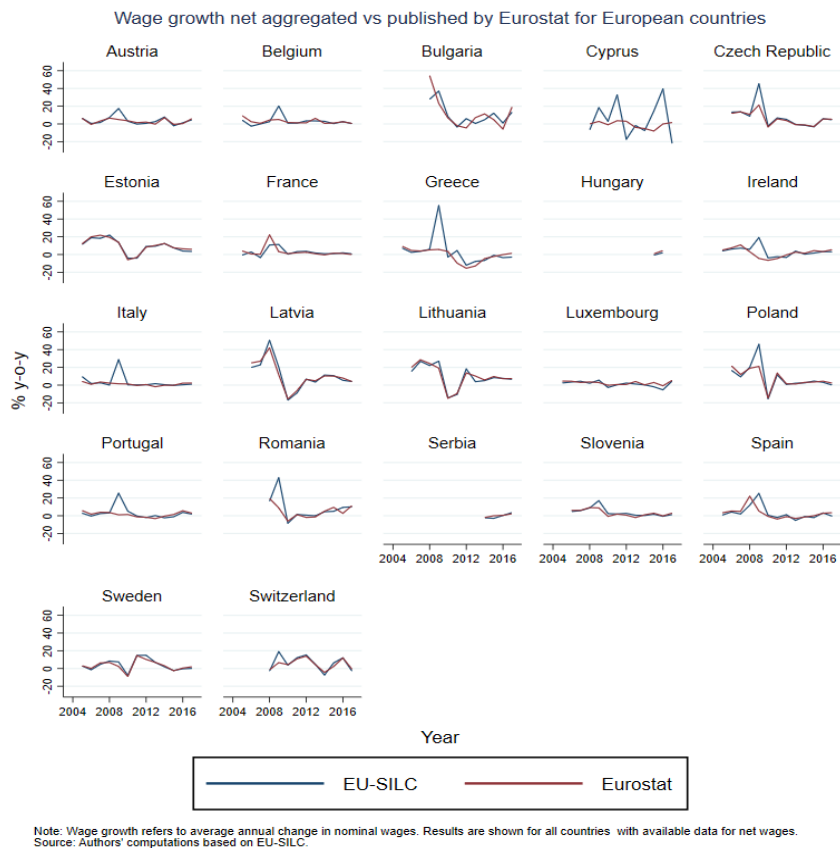 Wage growth net aggregated vs published by Eurostat for European countries
Austria Belgium Bulgaria Cyprus Czech Republic
60
40
20
0
-20
Estonia France Greece Hungary Ireland
60
40
20
0
-20
Italy Latvia Lithuania Luxembourg Poland
60
40
20
0
-20
% y-o-y
Portugal Romania Serbia Slovenia Spain
60
40
20
0
-20
2004 2008 2012 2016 2004 2008 2012 2016 2004 2008 2012 2016
Sweden Switzerland
60
40
20
0
-20
2004 2008 2012 2016 2004 2008 2012 2016
Year
EU-SILC Eurostat
Note: Wage growth refers to average annual change in nominal wages. Results are shown for all countries with available data for net wages.
Source: Authors' computations based on EU-SILC.